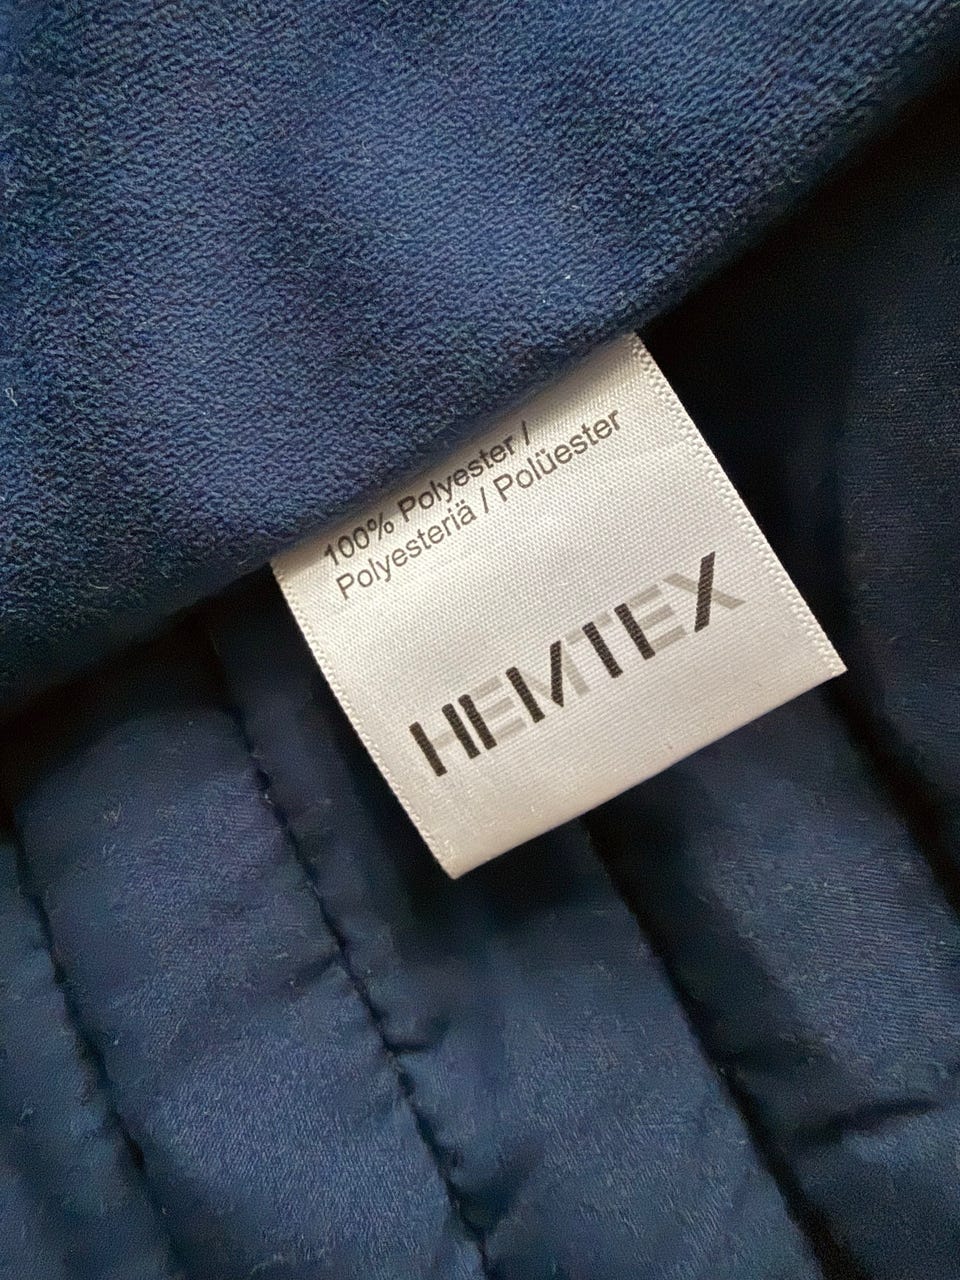 100% Polyester /
Polyesteriä / Polüester
HEMTEX